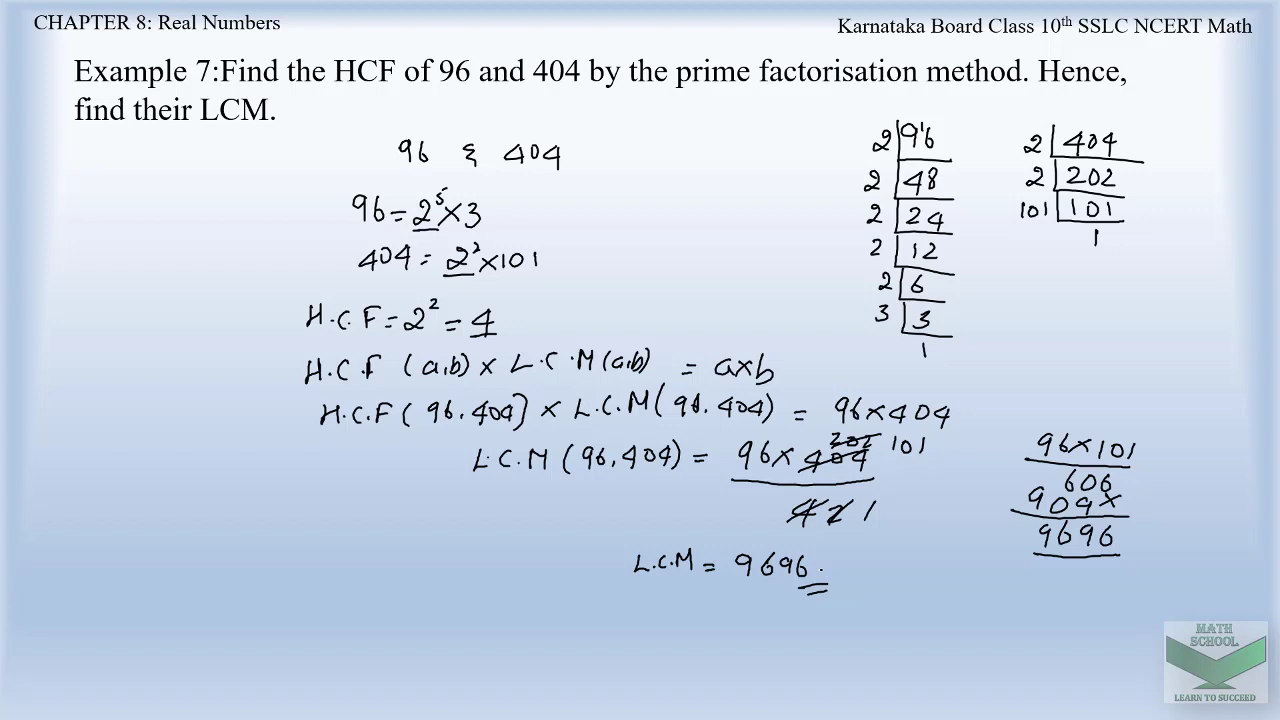 CHAPTER 8: Real Numbers
Karnataka Board Class 10th SSLC NCERT Math
Example 7:Find the HCF of 96 and 404 by the prime factorisation method. Hence,
find their LCM.
96 & 404
96 = 2⁵ × 3
404 = 2² × 101
H.C.F = 2² = 4
H.C.F (a,b) × L.C.M (a,b) = a×b
H.C.F (96,404) × L.C.M (96,404) = 96 × 404
L.C.M (96,404) = 96 × 404 202 101
4 2 1
L.C.M = 9696.
2 96
2 48
2 24
2 12
2 6
3 3
1
2 404
2 202
101 101
1
96×101
606
909×
9696
MATH
SCHOOL
LEARN TO SUCCEED